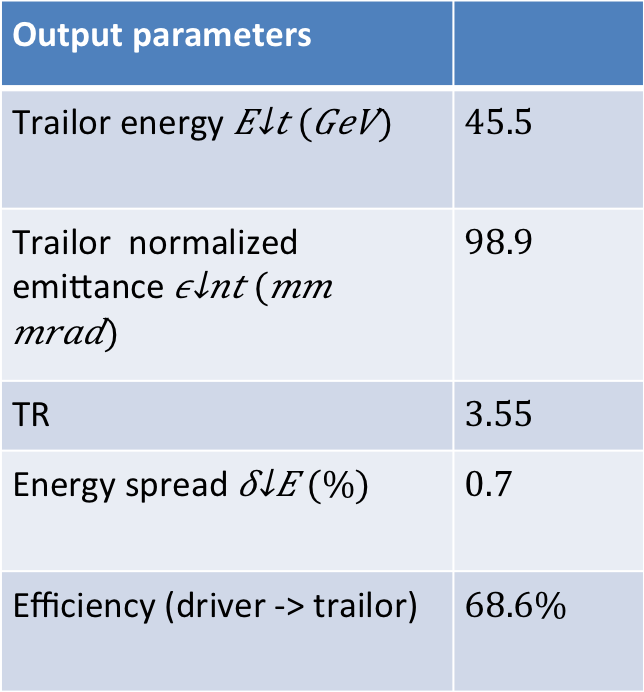 Output parameters
Trailor energy 𝐸↓𝑡 (𝐺𝑒𝑉) 45.5
Trailor normalized 98.9
emittance 𝜖↓𝑛𝑡 (𝑚𝑚
𝑚𝑟𝑎𝑑)
TR 3.55
Energy spread 𝛿↓𝐸 (%) 0.7
Efficiency (driver -> trailor) 68.6%